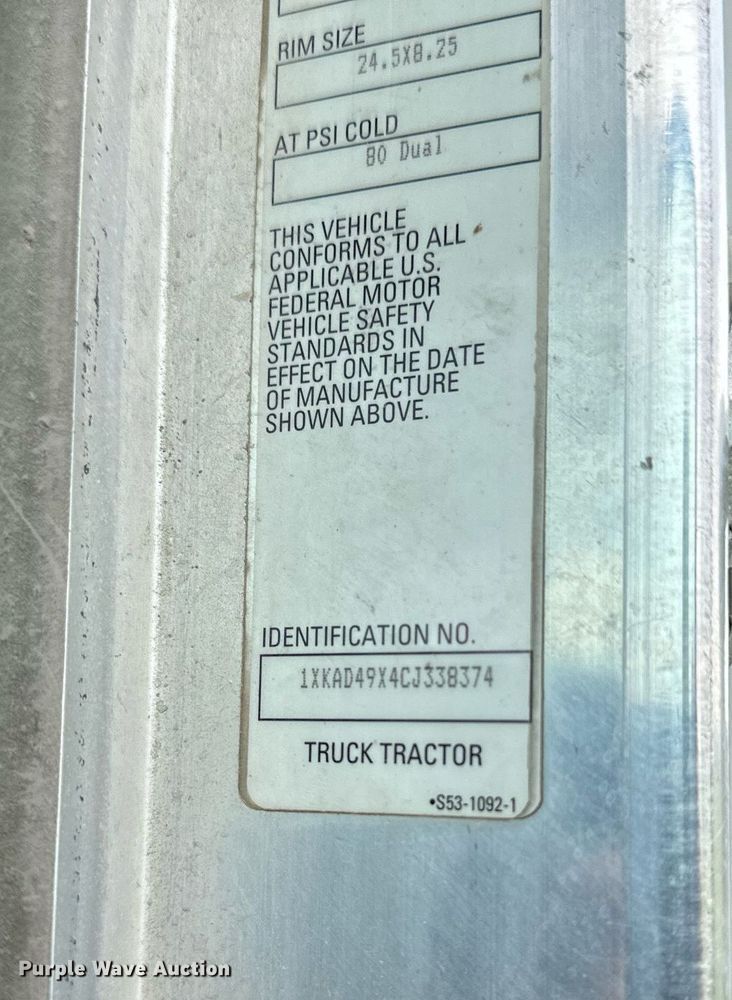 RIM SIZE
24.5X8.25
AT PSI COLD
80 Dual
THIS VEHICLE
CONFORMS TO ALL
APPLICABLE U.S.
FEDERAL MOTOR
VEHICLE SAFETY
STANDARDS IN
EFFECT ON THE DATE
OF MANUFACTURE
SHOWN ABOVE.
IDENTIFICATION NO.
1XKAD49X4CJ338374
TRUCK TRACTOR
•S53-1092-1
Purple Wave Auction